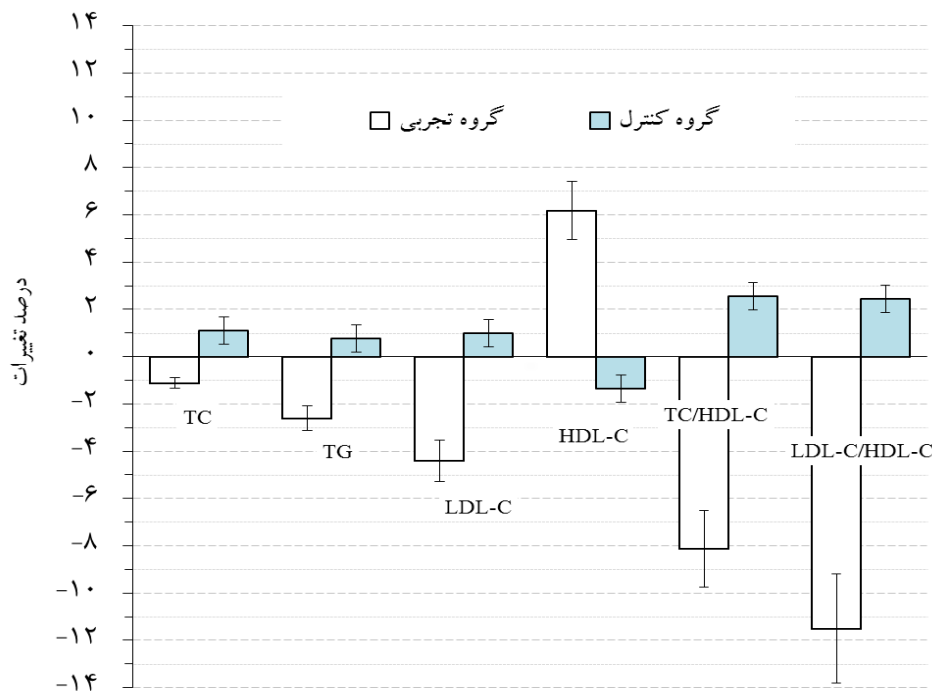 ۱۴
۱۲
۱۰
۸
۶
۴
۲
۰
-۲
-۴
-۶
-۸
-۱۰
-۱۲
-۱۴
درصد تغییرات
گروه تجربی
گروه کنترل
TC
TG
LDL-C
HDL-C
TC/HDL-C
LDL-C/HDL-C